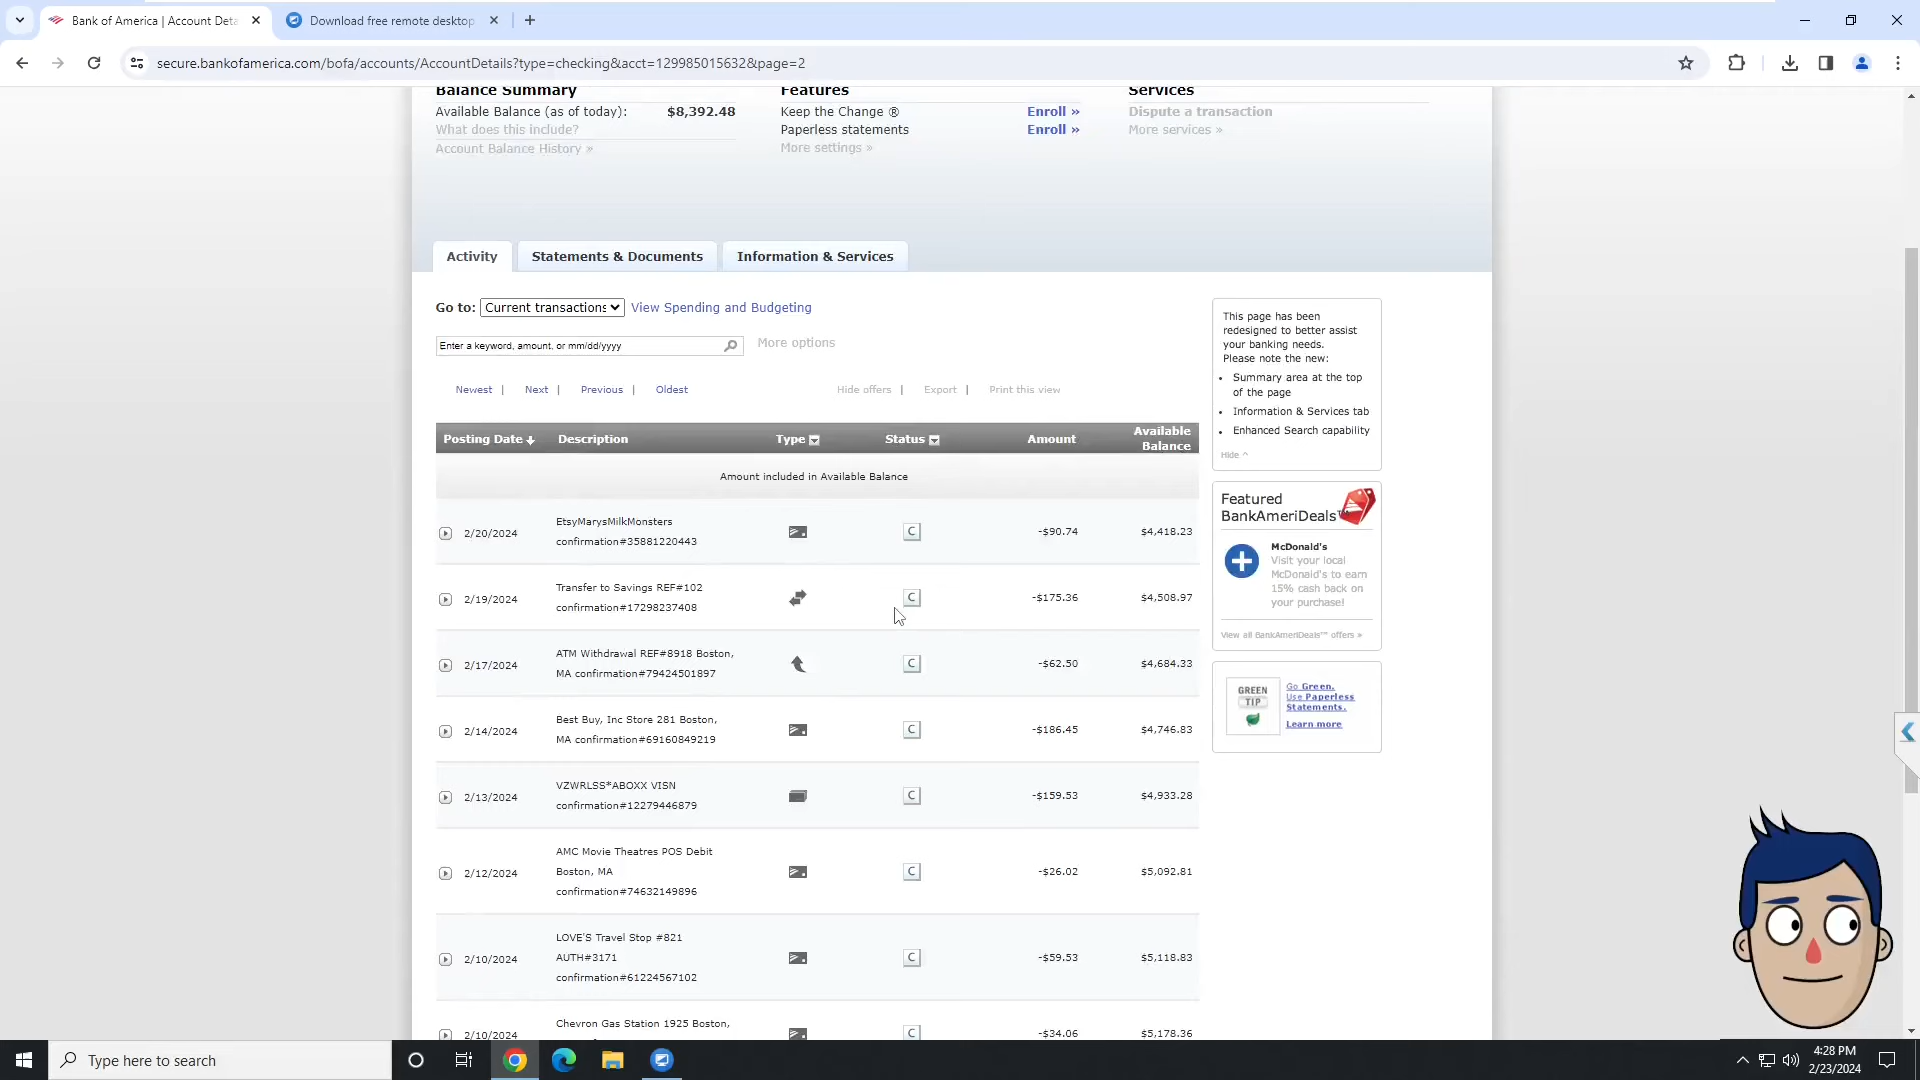 Bank of America | Account Deta
Download free remote desktop
secure.bankofamerica.com/bofa/accounts/AccountDetails?type=checking&acct=129985015632&page=2
Balance Summary
Available Balance (as of today): $8,392.48
What does this include?
Account Balance History »
Features
Keep the Change ® Enroll »
Paperless statements Enroll »
More settings »
Services
Dispute a transaction
More services »
Activity Statements & Documents Information & Services
Go to: Current transactions View Spending and Budgeting
Enter a keyword, amount, or mm/dd/yyyy More options
Newest | Next | Previous | Oldest Hide offers | Export | Print this view
Posting Date Description Type Status Amount Available Balance
Amount included in Available Balance
2/20/2024 EtsyMarysMilkMonsters C -$90.74 $4,418.23
confirmation#35881220443
2/19/2024 Transfer to Savings REF#102 C -$175.36 $4,508.97
confirmation#17298237408
2/17/2024 ATM Withdrawal REF#8918 Boston, C -$62.50 $4,684.33
MA confirmation#79424501897
2/14/2024 Best Buy, Inc Store 281 Boston, C -$186.45 $4,746.83
MA confirmation#69160849219
2/13/2024 VZWRLSS*ABOXX VISN C -$159.53 $4,933.28
confirmation#12279446879
2/12/2024 AMC Movie Theatres POS Debit C -$26.02 $5,092.81
Boston, MA
confirmation#74632149896
2/10/2024 LOVE'S Travel Stop #821 C -$59.53 $5,118.83
AUTH#3171
confirmation#61224567102
2/10/2024 Chevron Gas Station 1925 Boston, C -$34.06 $5,178.36
This page has been
redesigned to better assist
your banking needs.
Please note the new:
• Summary area at the top
of the page
• Information & Services tab
• Enhanced Search capability
Hide ^
Featured
BankAmeriDeals™
McDonald's
Visit your local
McDonald's to earn
15% cash back on
your purchase!
View all BankAmeriDeals™ offers »
GREEN
TIP
Go Green.
Use Paperless
Statements.
Learn more
Type here to search
4:28 PM
2/23/2024